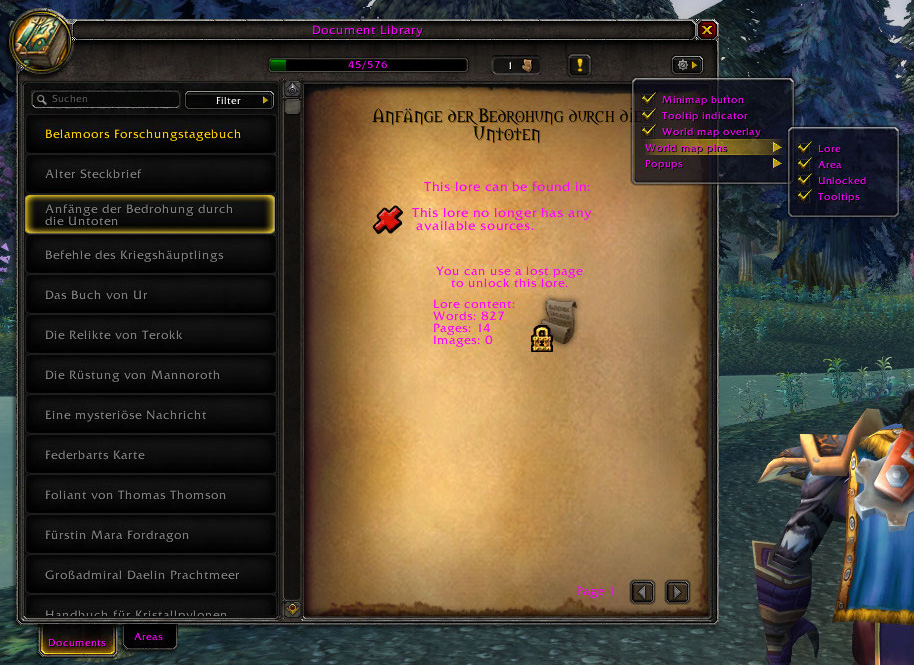 Document Library
45/576
1
Suchen
Filter
Minimap button
Tooltip indicator
World map overlay
World map pins
Popups
Lore
Area
Unlocked
Tooltips
Belamoors Forschungstagebuch
Alter Steckbrief
Anfänge der Bedrohung durch
die Untoten
Befehle des Kriegshäuptlings
Das Buch von Ur
Die Relikte von Terokk
Die Rüstung von Mannoroth
Eine mysteriöse Nachricht
Federbarts Karte
Foliant von Thomas Thomson
Fürstin Mara Fordragon
Großadmiral Daelin Prachtmeer
Handbuch für Kristallpylonen
Anfänge der Bedrohung durch die
Untoten
This lore can be found in:
This lore no longer has any
available sources.
You can use a lost page
to unlock this lore.
Lore content:
Words: 827
Pages: 14
Images: 0
Page 1
Documents
Areas